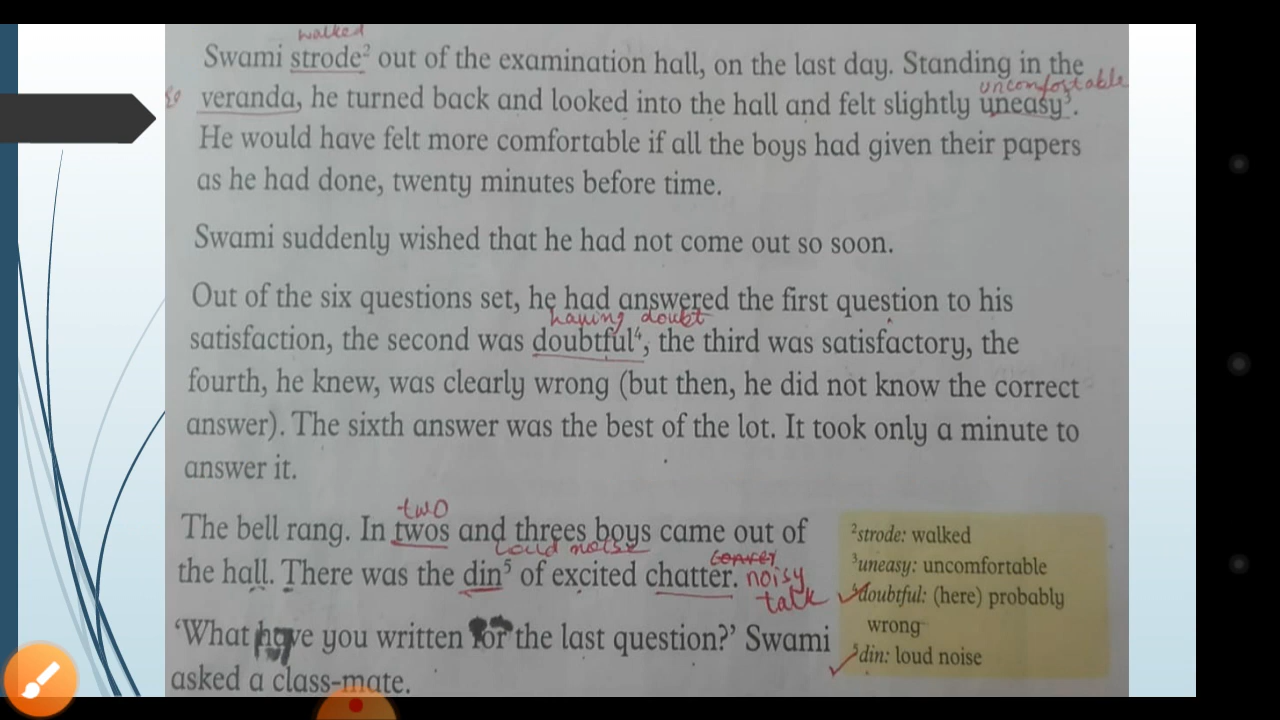 walked
Swami strode² out of the examination hall, on the last day. Standing in the
uncomfortable
veranda, he turned back and looked into the hall and felt slightly uneasy³.
He would have felt more comfortable if all the boys had given their papers
as he had done, twenty minutes before time.
Swami suddenly wished that he had not come out so soon.
Out of the six questions set, he had answered the first question to his
having doubt
satisfaction, the second was doubtful⁴, the third was satisfactory, the
fourth, he knew, was clearly wrong (but then, he did not know the correct
answer). The sixth answer was the best of the lot. It took only a minute to
answer it.
two
The bell rang. In twos and threes boys came out of
loud noise
the hall. There was the din⁵ of excited chatter. noisy
talk
‘What have you written for the last question?’ Swami
asked a class-mate.
²strode: walked
³uneasy: uncomfortable
⁴doubtful: (here) probably
wrong
⁵din: loud noise